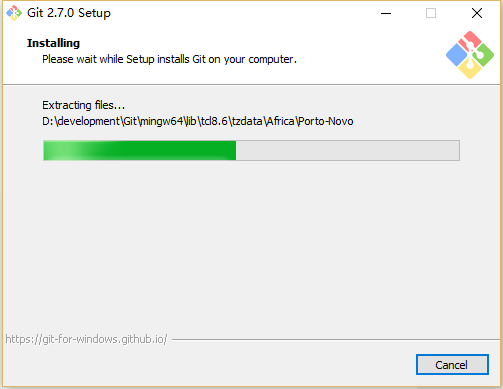 Git 2.7.0 Setup
Installing
Please wait while Setup installs Git on your computer.
Extracting files...
D:\development\Git\mingw64\lib\tcl8.6\tzdata\Africa\Porto-Novo
https://git-for-windows.github.io/
Cancel